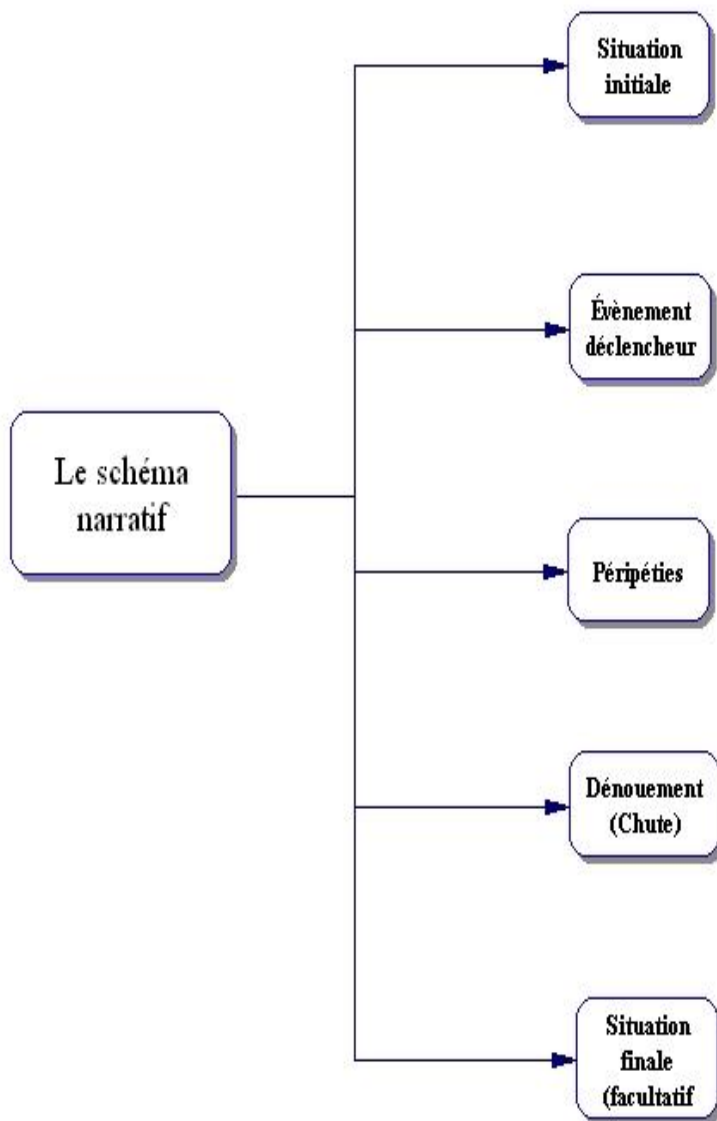 Situation
initiale
Évènement
déclencheur
Le schéma
narratif
Péripéties
Dénouement
(Chute)
Situation
finale
(facultatif